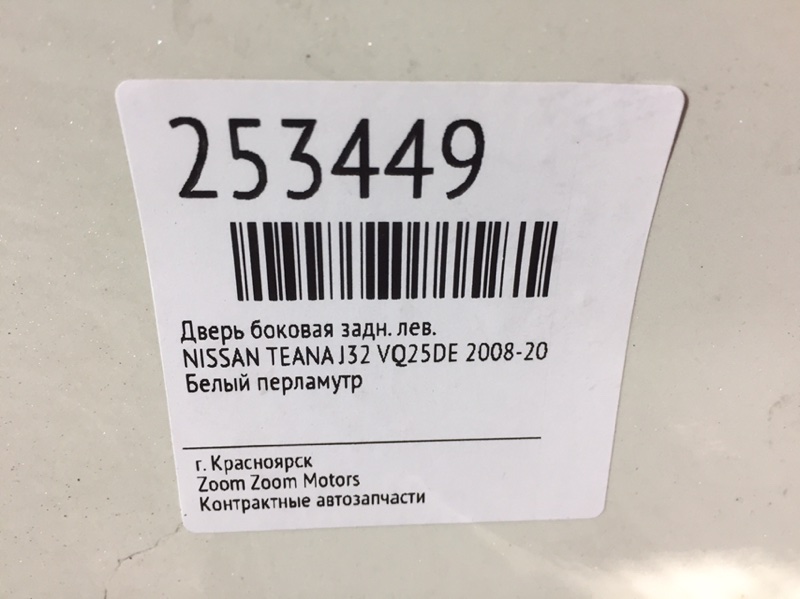 253449
Дверь боковая задн. лев.
NISSAN TEANA J32 VQ25DE 2008-20
Белый перламутр
г. Красноярск
Zoom Zoom Motors
Контрактные автозапчасти